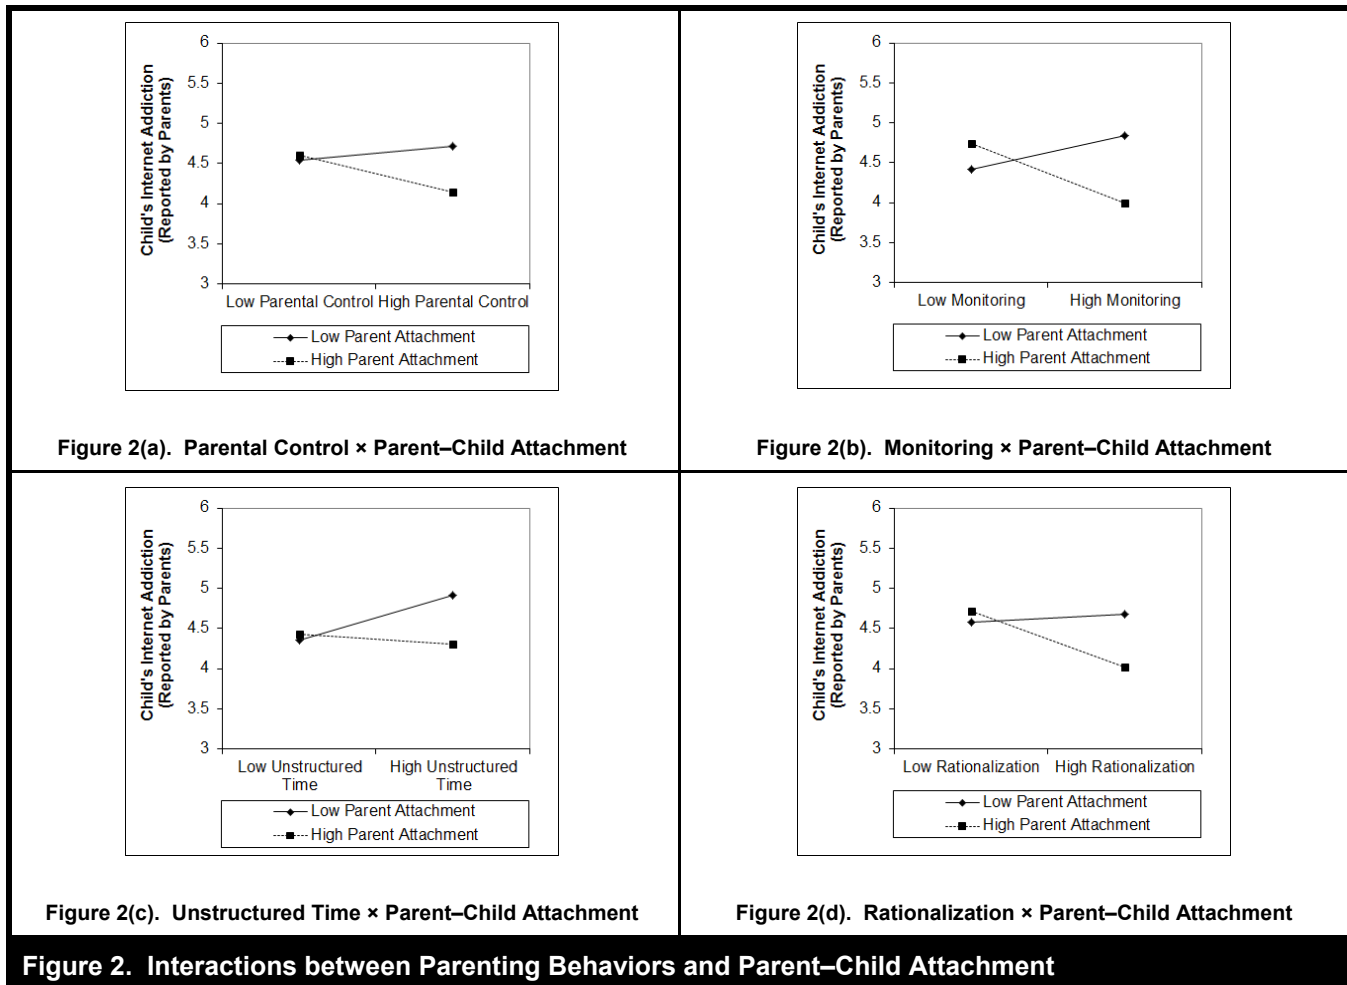 Child's Internet Addiction
(Reported by Parents)
6
5.5
5
4.5
4
3.5
3
Low Parental Control High Parental Control
Low Parent Attachment
High Parent Attachment
Figure 2(a). Parental Control × Parent–Child Attachment
Child's Internet Addiction
(Reported by Parents)
6
5.5
5
4.5
4
3.5
3
Low Monitoring High Monitoring
Low Parent Attachment
High Parent Attachment
Figure 2(b). Monitoring × Parent–Child Attachment
Child's Internet Addiction
(Reported by Parents)
6
5.5
5
4.5
4
3.5
3
Low Unstructured High Unstructured
Time Time
Low Parent Attachment
High Parent Attachment
Figure 2(c). Unstructured Time × Parent–Child Attachment
Child's Internet Addiction
(Reported by Parents)
6
5.5
5
4.5
4
3.5
3
Low Rationalization High Rationalization
Low Parent Attachment
High Parent Attachment
Figure 2(d). Rationalization × Parent–Child Attachment
Figure 2. Interactions between Parenting Behaviors and Parent–Child Attachment